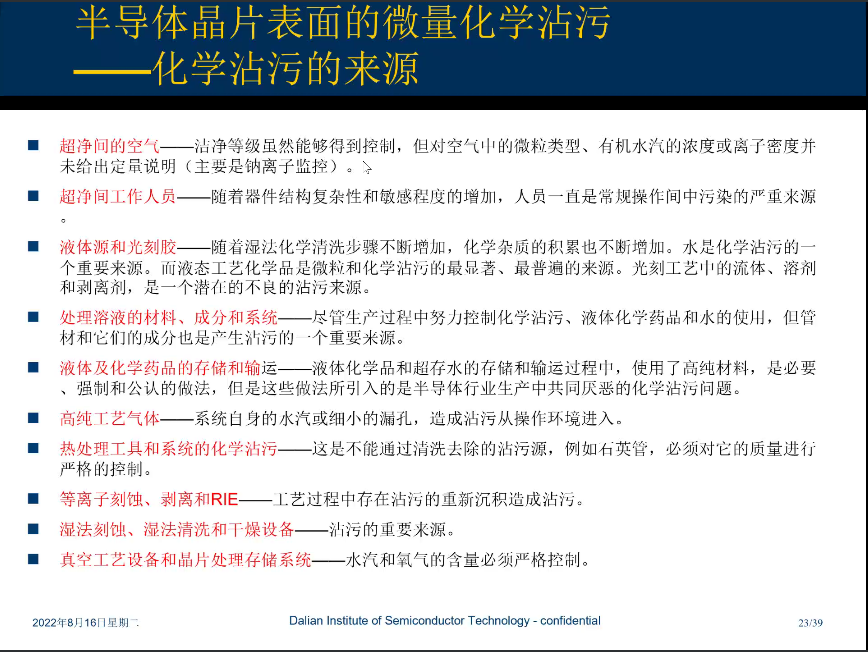 半导体晶片表面的微量化学沾污
——化学沾污的来源
超净间的空气——洁净等级虽然能够得到控制，但对空气中的微粒类型、有机水汽的浓度或离子密度并
未给出定量说明（主要是钠离子监控）。
超净间工作人员——随着器件结构复杂性和敏感程度的增加，人员一直是常规操作间中污染的严重来源
。
液体源和光刻胶——随着湿法化学清洗步骤不断增加，化学杂质的积累也不断增加。水是化学沾污的一
个重要来源。而液态工艺化学品是微粒和化学沾污的最显著、最普遍的来源。光刻工艺中的流体、溶剂
和剥离剂，是一个潜在的不良的沾污来源。
处理溶液的材料、成分和系统——尽管生产过程中努力控制化学沾污、液体化学药品和水的使用，但管
材和它们的成分也是产生沾污的一个重要来源。
液体及化学药品的存储和输运——液体化学品和超存水的存储和输运过程中，使用了高纯材料，是必要
、强制和公认的做法，但是这些做法所引入的是半导体行业生产中共同厌恶的化学沾污问题。
高纯工艺气体——系统自身的水汽或细小的漏孔，造成沾污从操作环境进入。
热处理工具和系统的化学沾污——这是不能通过清洗去除的沾污源，例如石英管，必须对它的质量进行
严格的控制。
等离子刻蚀、剥离和RIE——工艺过程中存在沾污的重新沉积造成沾污。
湿法刻蚀、湿法清洗和干燥设备——沾污的重要来源。
真空工艺设备和晶片处理存储系统——水汽和氧气的含量必须严格控制。
2022年8月16日星期二
Dalian Institute of Semiconductor Technology - confidential
23/39